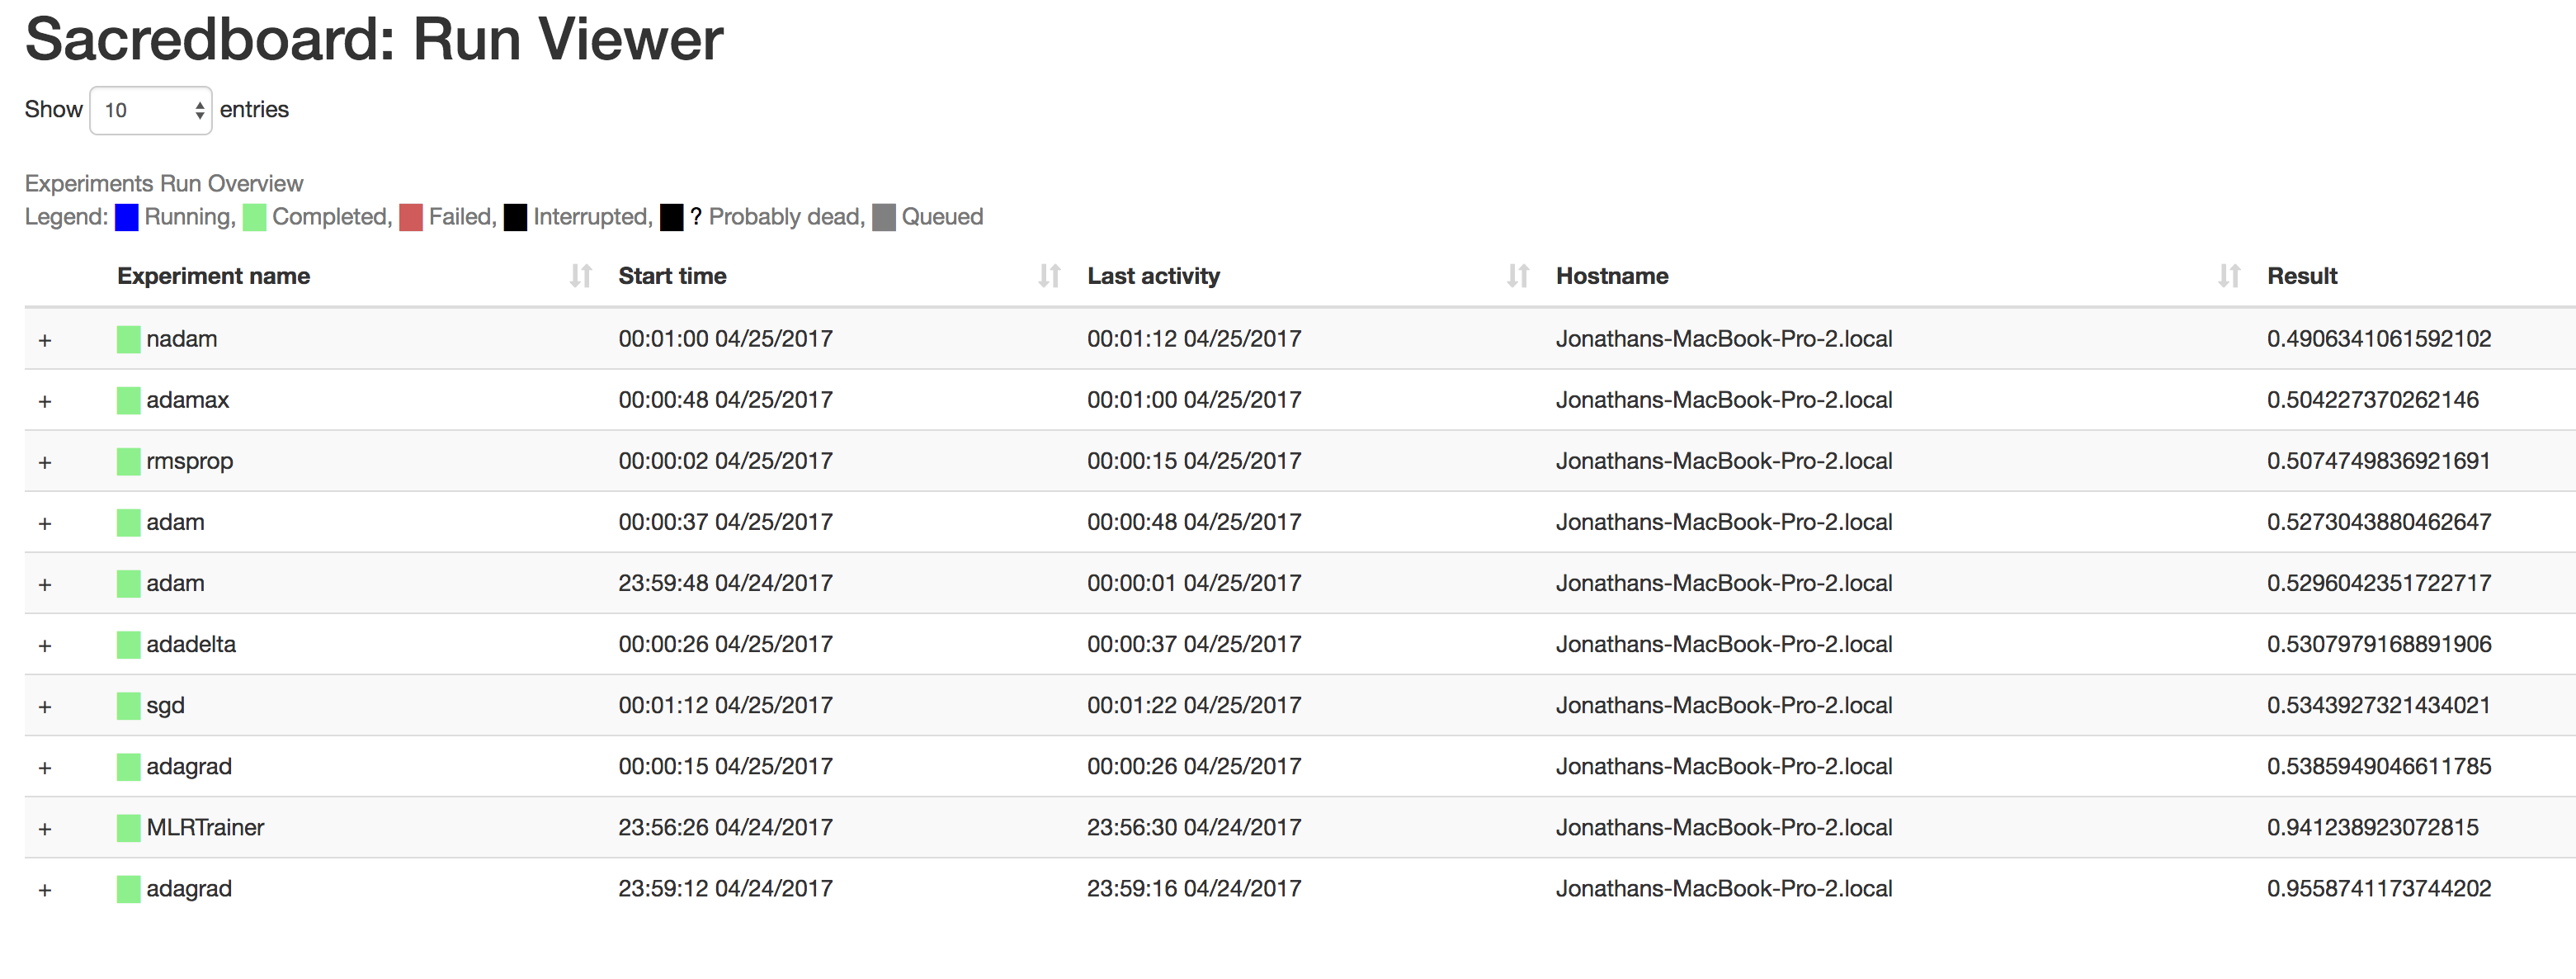 Sacredboard: Run Viewer
Show 10 entries
Experiments Run Overview
Legend: Running, Completed, Failed, Interrupted, ? Probably dead, Queued
Experiment name Start time Last activity Hostname Result
+ nadam 00:01:00 04/25/2017 00:01:12 04/25/2017 Jonathans-MacBook-Pro-2.local 0.4906341061592102
+ adamax 00:00:48 04/25/2017 00:01:00 04/25/2017 Jonathans-MacBook-Pro-2.local 0.504227370262146
+ rmsprop 00:00:02 04/25/2017 00:00:15 04/25/2017 Jonathans-MacBook-Pro-2.local 0.5074749836921691
+ adam 00:00:37 04/25/2017 00:00:48 04/25/2017 Jonathans-MacBook-Pro-2.local 0.5273043880462647
+ adam 23:59:48 04/24/2017 00:00:01 04/25/2017 Jonathans-MacBook-Pro-2.local 0.5296042351722717
+ adadelta 00:00:26 04/25/2017 00:00:37 04/25/2017 Jonathans-MacBook-Pro-2.local 0.5307979168891906
+ sgd 00:01:12 04/25/2017 00:01:22 04/25/2017 Jonathans-MacBook-Pro-2.local 0.5343927321434021
+ adagrad 00:00:15 04/25/2017 00:00:26 04/25/2017 Jonathans-MacBook-Pro-2.local 0.5385949046611785
+ MLRTrainer 23:56:26 04/24/2017 23:56:30 04/24/2017 Jonathans-MacBook-Pro-2.local 0.941238923072815
+ adagrad 23:59:12 04/24/2017 23:59:16 04/24/2017 Jonathans-MacBook-Pro-2.local 0.9558741173744202